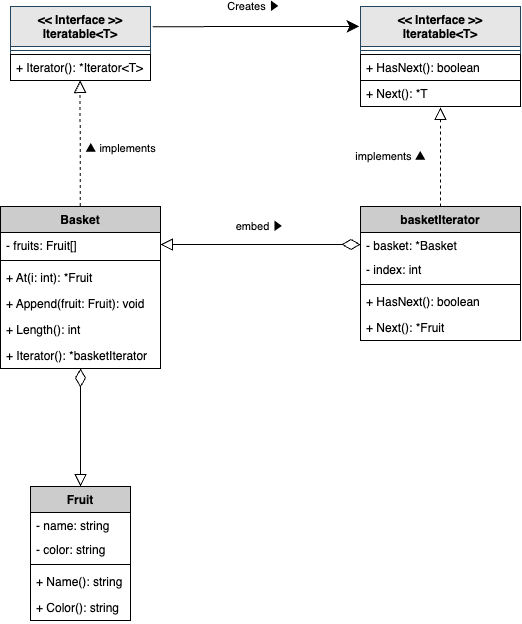 Creates ▶
<< Interface >>
Iteratable<T>
+ Iterator(): *Iterator<T>
<< Interface >>
Iteratable<T>
+ HasNext(): boolean
+ Next(): *T
▲ implements
implements ▲
Basket
- fruits: Fruit[]
+ At(i: int): *Fruit
+ Append(fruit: Fruit): void
+ Length(): int
+ Iterator(): *basketIterator
embed ▶
basketIterator
- basket: *Basket
- index: int
+ HasNext(): boolean
+ Next(): *Fruit
Fruit
- name: string
- color: string
+ Name(): string
+ Color(): string